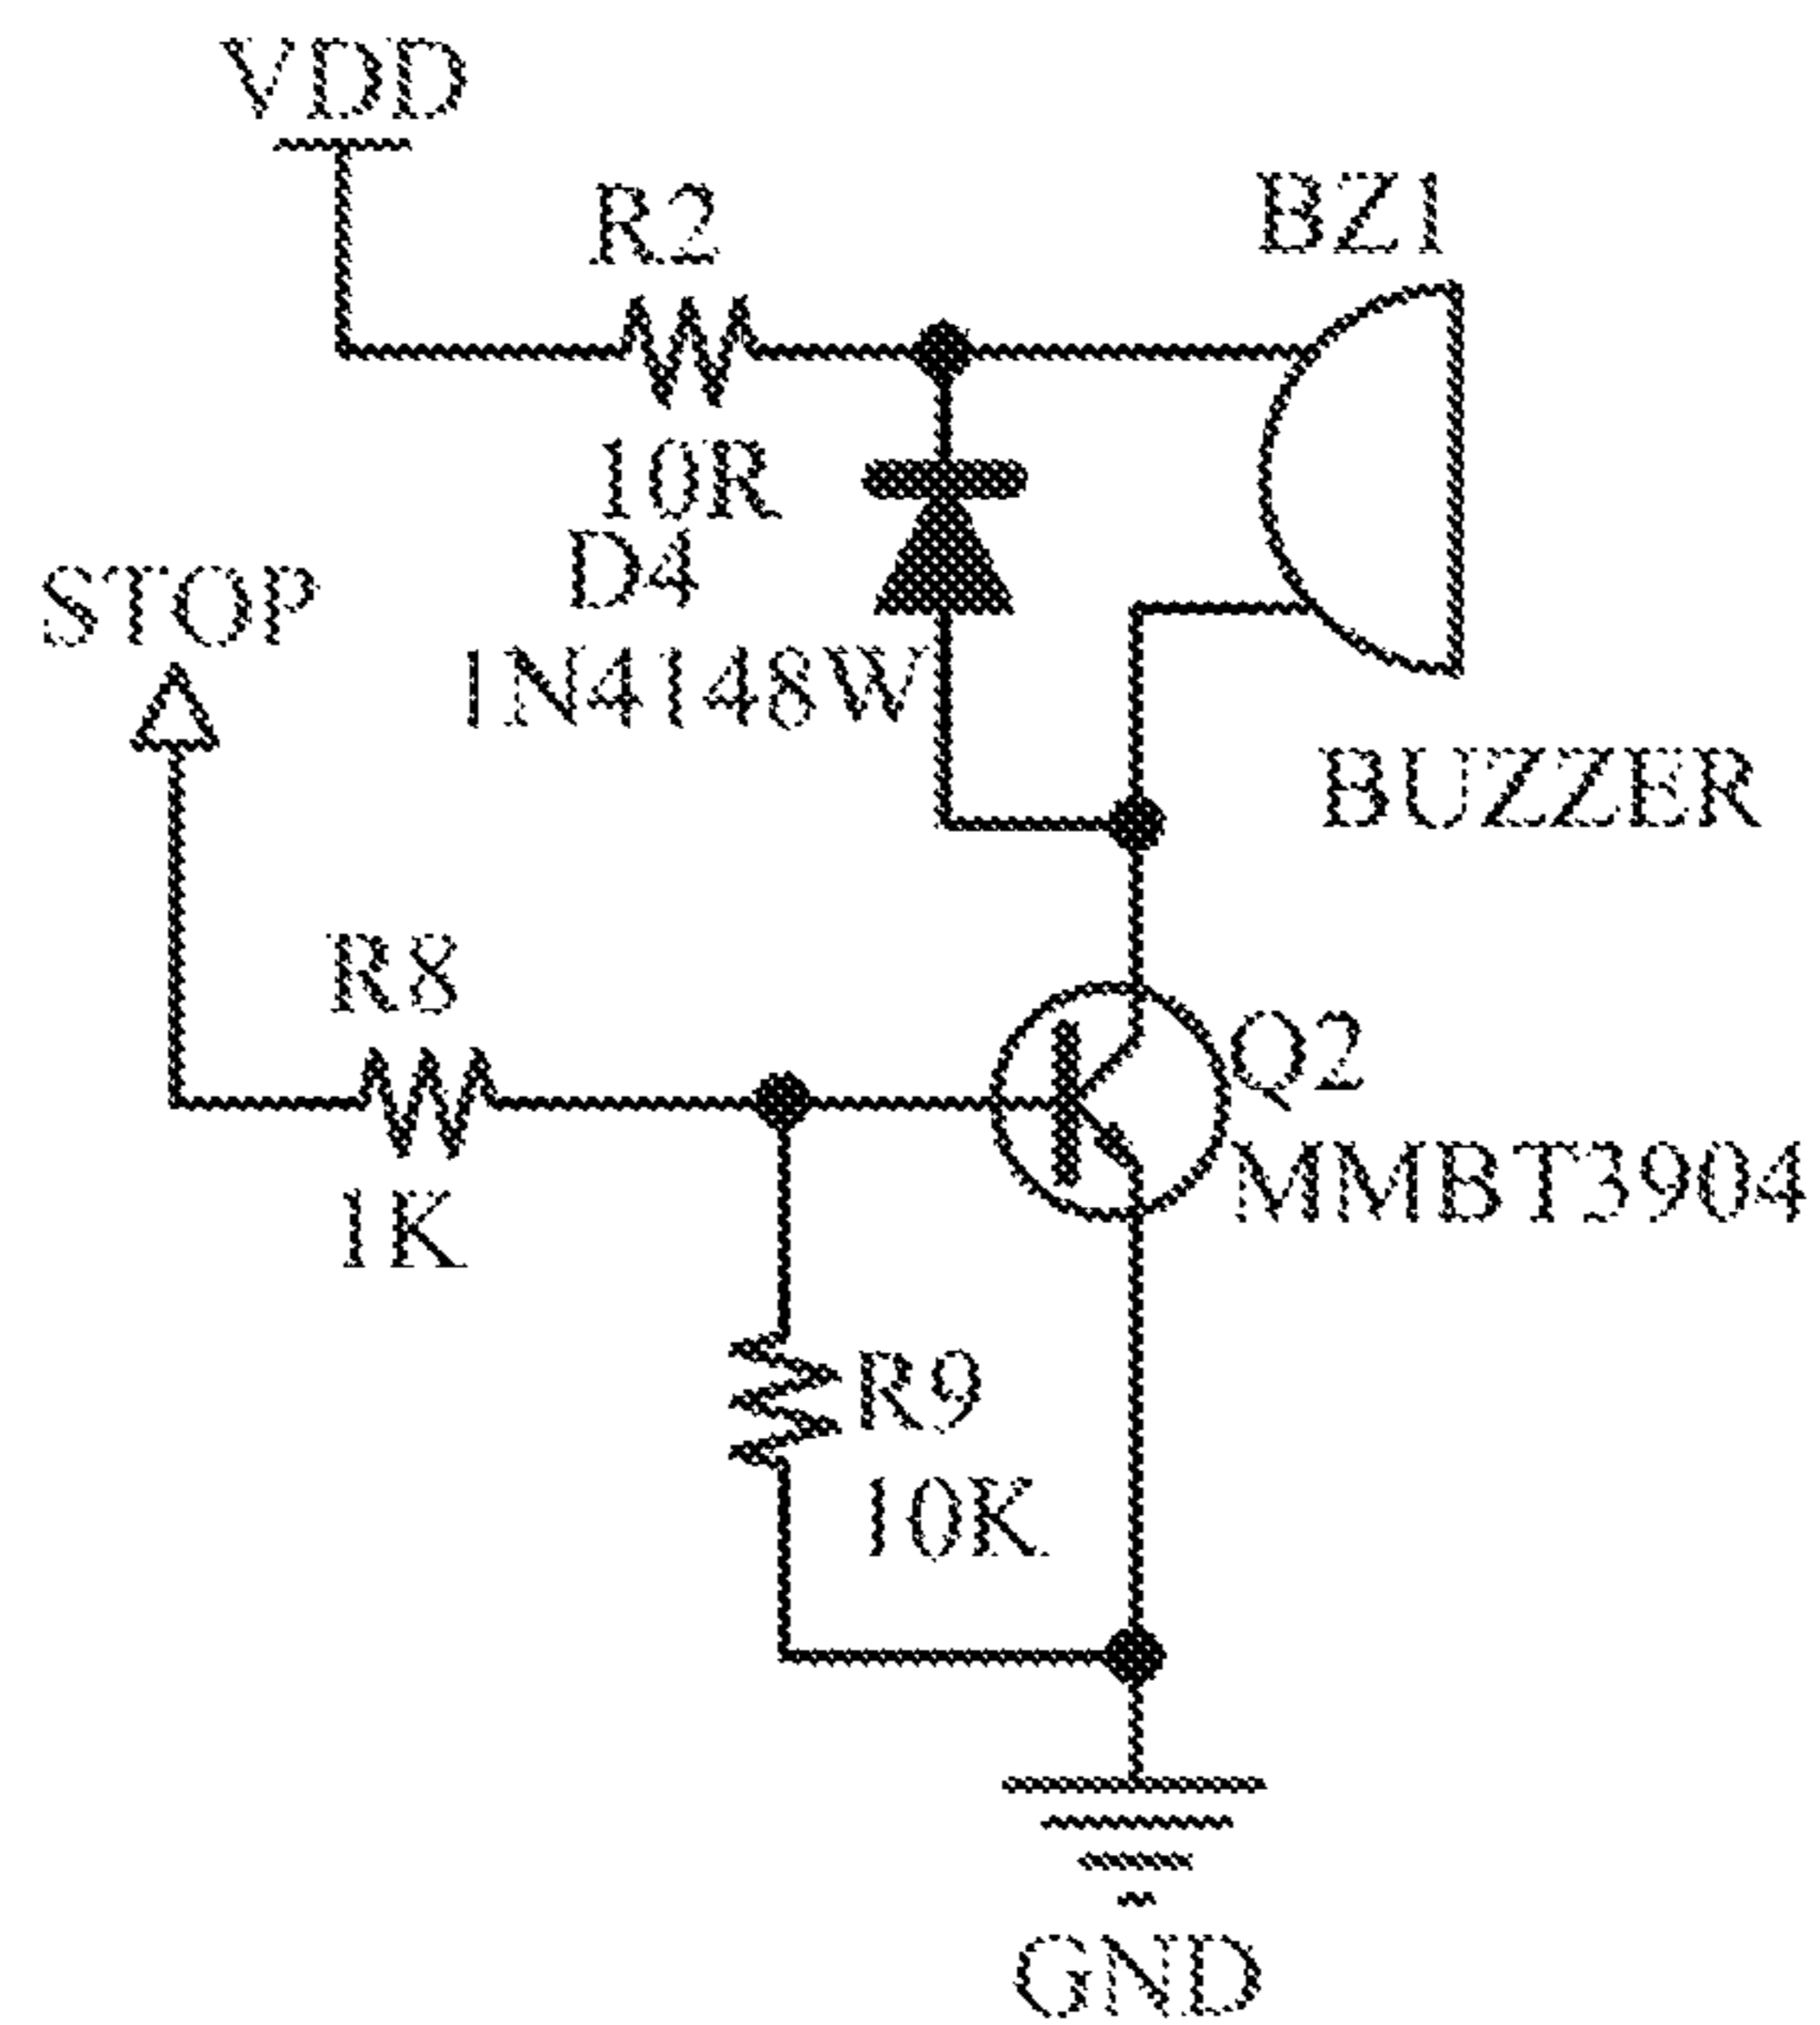 VDD
R2
BZ1
10R
D4
STOP
1N4148W
BUZZER
R8
Q2
MMBT3904
1K
R9
10K
GND